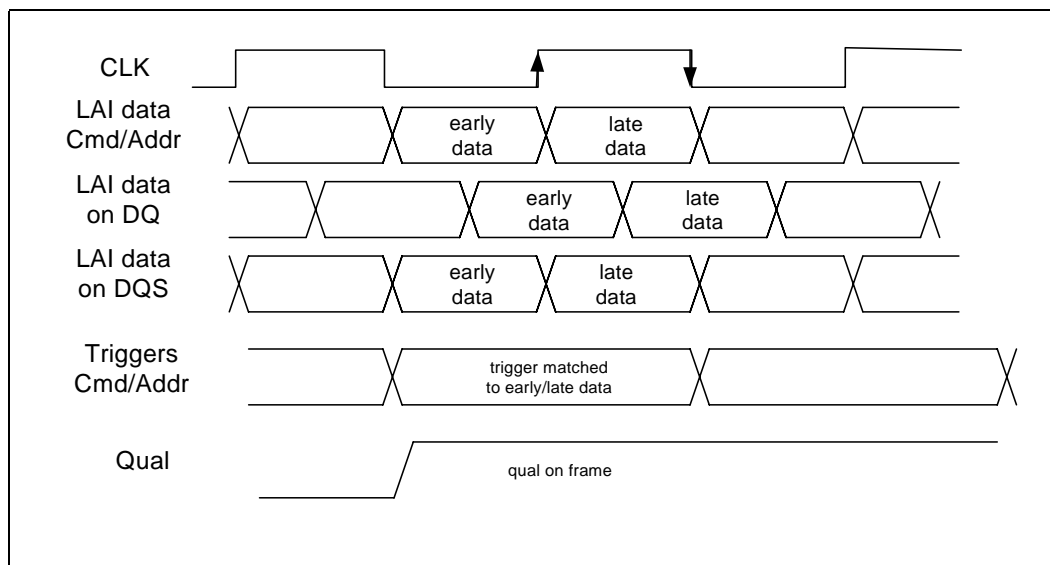 CLK
LAI data
Cmd/Addr
early
data
late
data
LAI data
on DQ
early
data
late
data
LAI data
on DQS
early
data
late
data
Triggers
Cmd/Addr
trigger matched
to early/late data
Qual
qual on frame